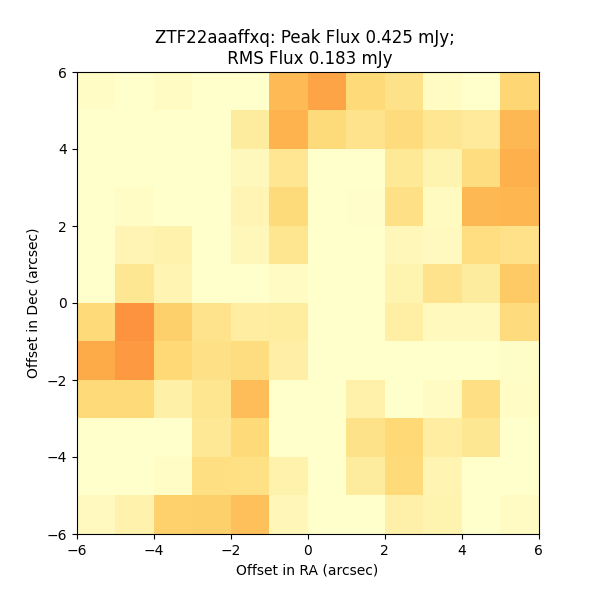 ZTF22aaaffxq: Peak Flux 0.425 mJy;
RMS Flux 0.183 mJy
6
4
2
0
−2
−4
−6
Offset in Dec (arcsec)
−6 −4 −2 0 2 4 6
Offset in RA (arcsec)